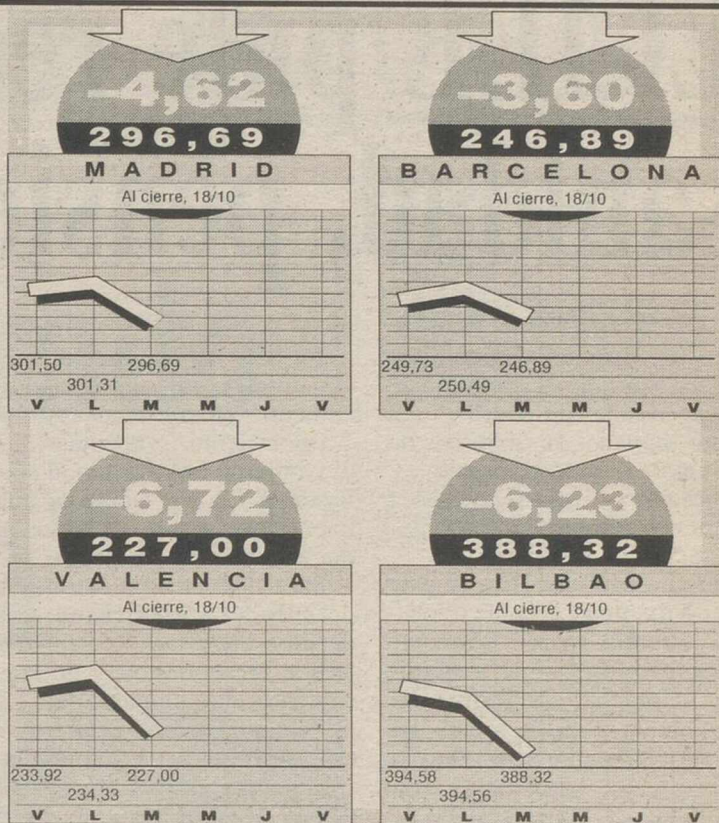 –4,62
296,69
MADRID
Al cierre, 18/10
301,50 296,69
301,31
V L M M J V
–3,60
246,89
BARCELONA
Al cierre, 18/10
249,73 246,89
250,49
V L M M J V
–6,72
227,00
VALENCIA
Al cierre, 18/10
233,92 227,00
234,33
V L M M J V
–6,23
388,32
BILBAO
Al cierre, 18/10
394,58 388,32
394,56
V L M M J V